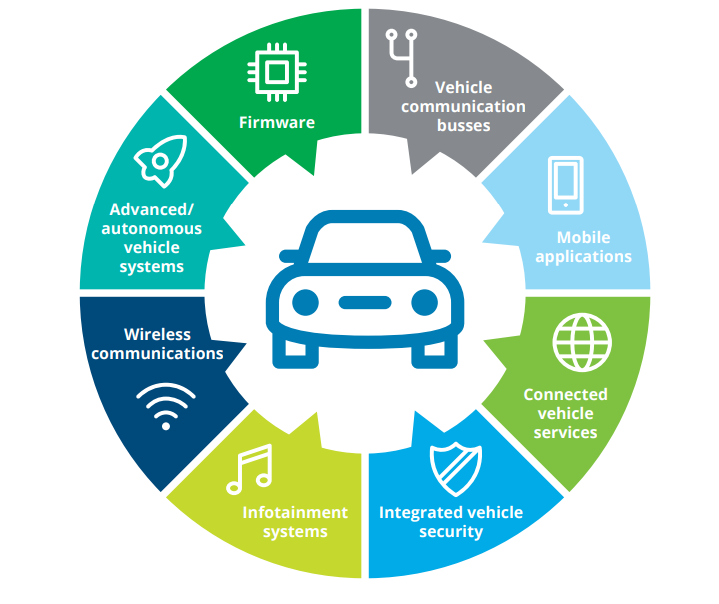 Firmware
Vehicle
communication
busses
Mobile
applications
Connected
vehicle
services
Integrated vehicle
security
Infotainment
systems
Wireless
communications
Advanced/
autonomous
vehicle
systems